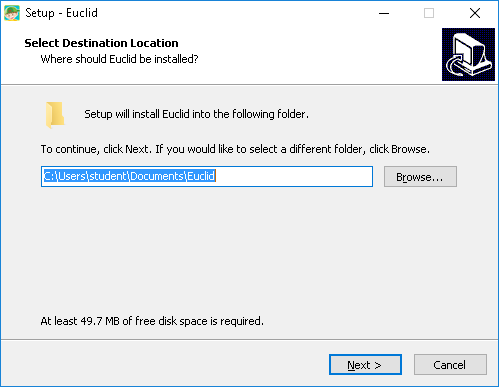 Setup - Euclid
Select Destination Location
Where should Euclid be installed?
Setup will install Euclid into the following folder.
To continue, click Next. If you would like to select a different folder, click Browse.
C:\Users\student\Documents\Euclid
Browse...
At least 49.7 MB of free disk space is required.
Next >
Cancel